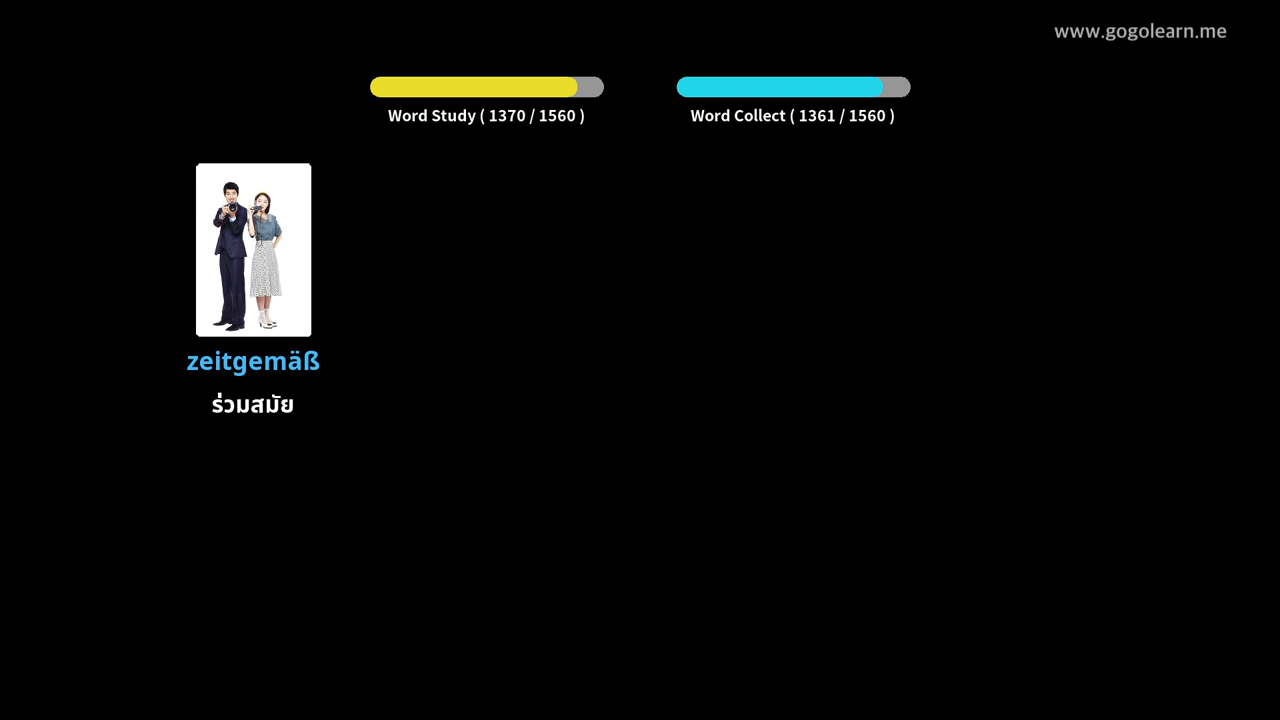 www.gogolearn.me
Word Study ( 1370 / 1560 )
Word Collect ( 1361 / 1560 )
zeitgemäß
ร่วมสมัย